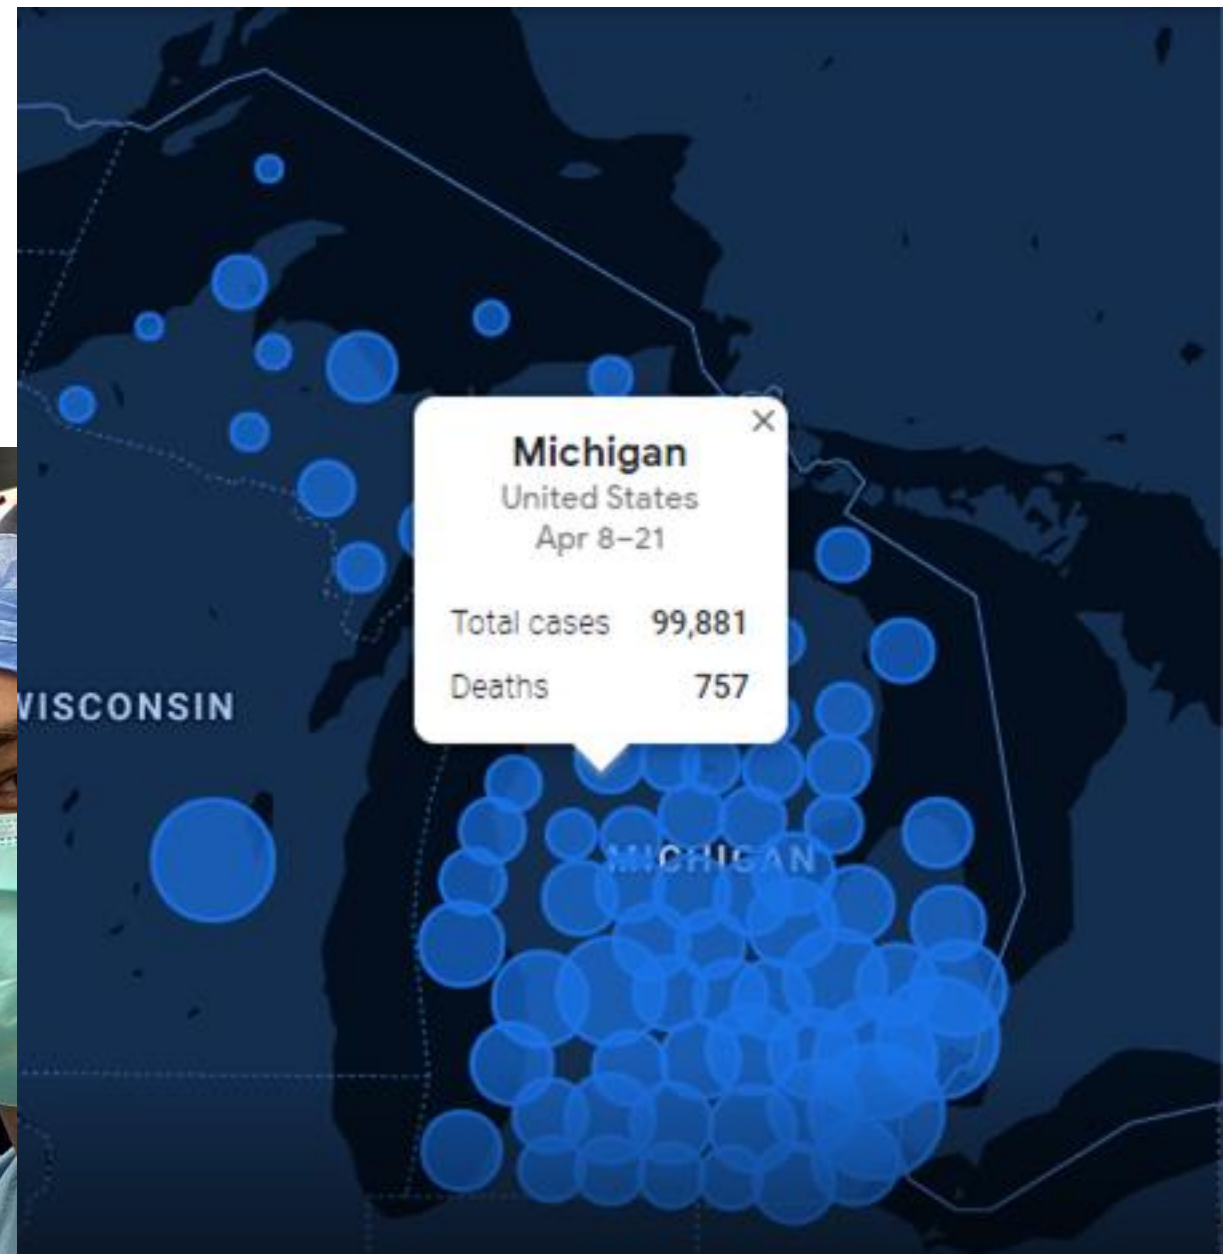 Michigan
United States
Apr 8–21
Total cases 99,881
Deaths 757
WISCONSIN
MICHIGAN